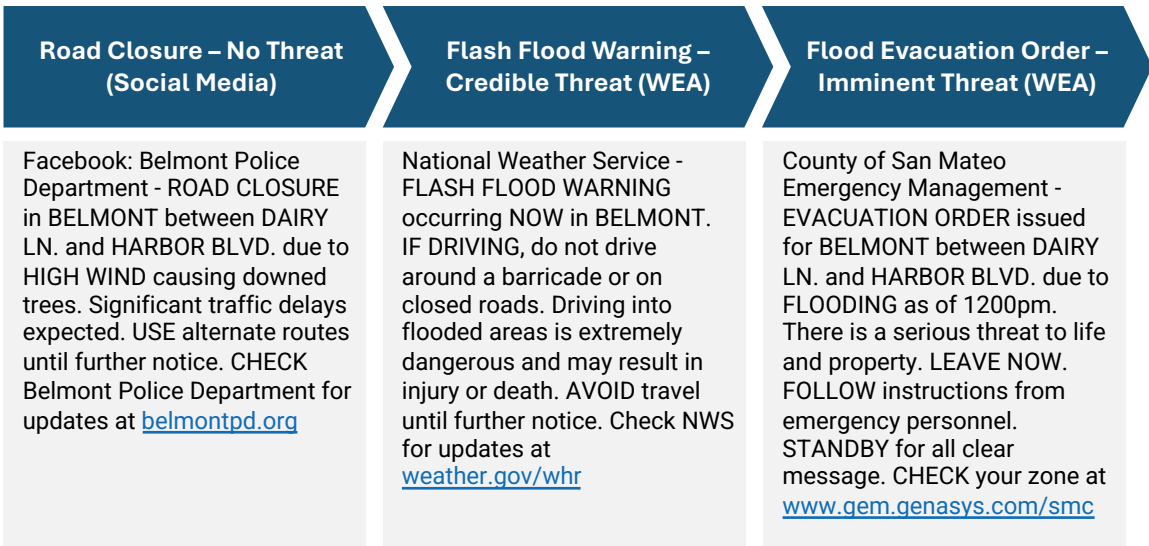 Road Closure – No Threat
(Social Media)
Flash Flood Warning –
Credible Threat (WEA)
Flood Evacuation Order –
Imminent Threat (WEA)
Facebook: Belmont Police
Department - ROAD CLOSURE
in BELMONT between DAIRY
LN. and HARBOR BLVD. due to
HIGH WIND causing downed
trees. Significant traffic delays
expected. USE alternate routes
until further notice. CHECK
Belmont Police Department for
updates at belmontpd.org
National Weather Service -
FLASH FLOOD WARNING
occurring NOW in BELMONT.
IF DRIVING, do not drive
around a barricade or on
closed roads. Driving into
flooded areas is extremely
dangerous and may result in
injury or death. AVOID travel
until further notice. Check NWS
for updates at
weather.gov/whr
County of San Mateo
Emergency Management -
EVACUATION ORDER issued
for BELMONT between DAIRY
LN. and HARBOR BLVD. due to
FLOODING as of 1200pm.
There is a serious threat to life
and property. LEAVE NOW.
FOLLOW instructions from
emergency personnel.
STANDBY for all clear
message. CHECK your zone at
www.gem.genasys.com/smc